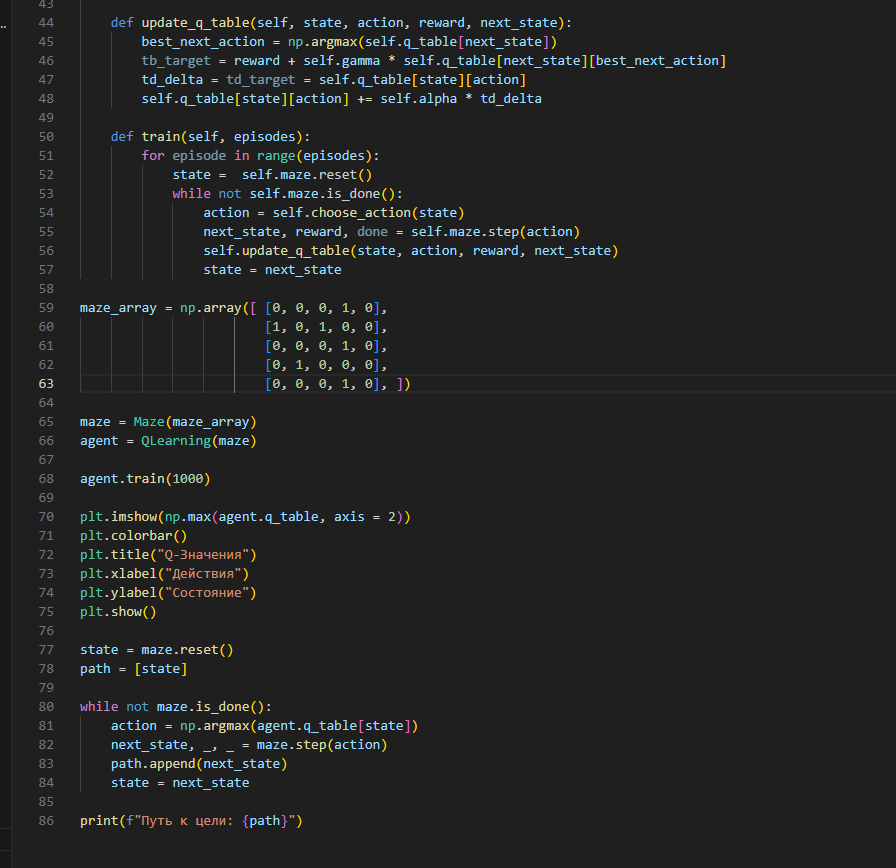 43
44 def update_q_table(self, state, action, reward, next_state):
45 best_next_action = np.argmax(self.q_table[next_state])
46 tb_target = reward + self.gamma * self.q_table[next_state][best_next_action]
47 td_delta = td_target = self.q_table[state][action]
48 self.q_table[state][action] += self.alpha * td_delta
49
50 def train(self, episodes):
51 for episode in range(episodes):
52 state =  self.maze.reset()
53 while not self.maze.is_done():
54 action = self.choose_action(state)
55 next_state, reward, done = self.maze.step(action)
56 self.update_q_table(state, action, reward, next_state)
57 state = next_state
58
59 maze_array = np.array([ [0, 0, 0, 1, 0],
60 [1, 0, 1, 0, 0],
61 [0, 0, 0, 1, 0],
62 [0, 1, 0, 0, 0],
63 [0, 0, 0, 1, 0], ])
64
65 maze = Maze(maze_array)
66 agent = QLearning(maze)
67
68 agent.train(1000)
69
70 plt.imshow(np.max(agent.q_table, axis = 2))
71 plt.colorbar()
72 plt.title("Q-Значения")
73 plt.xlabel("Действия")
74 plt.ylabel("Состояние")
75 plt.show()
76
77 state = maze.reset()
78 path = [state]
79
80 while not maze.is_done():
81 action = np.argmax(agent.q_table[state])
82 next_state, _, _ = maze.step(action)
83 path.append(next_state)
84 state = next_state
85
86 print(f"Путь к цели: {path}")